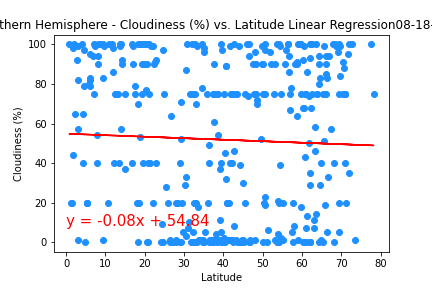 thern Hemisphere - Cloudiness (%) vs. Latitude Linear Regression08-18-
100
80
60
40
20
0
Cloudiness (%)
y = -0.08x + 54.84
0 10 20 30 40 50 60 70 80
Latitude